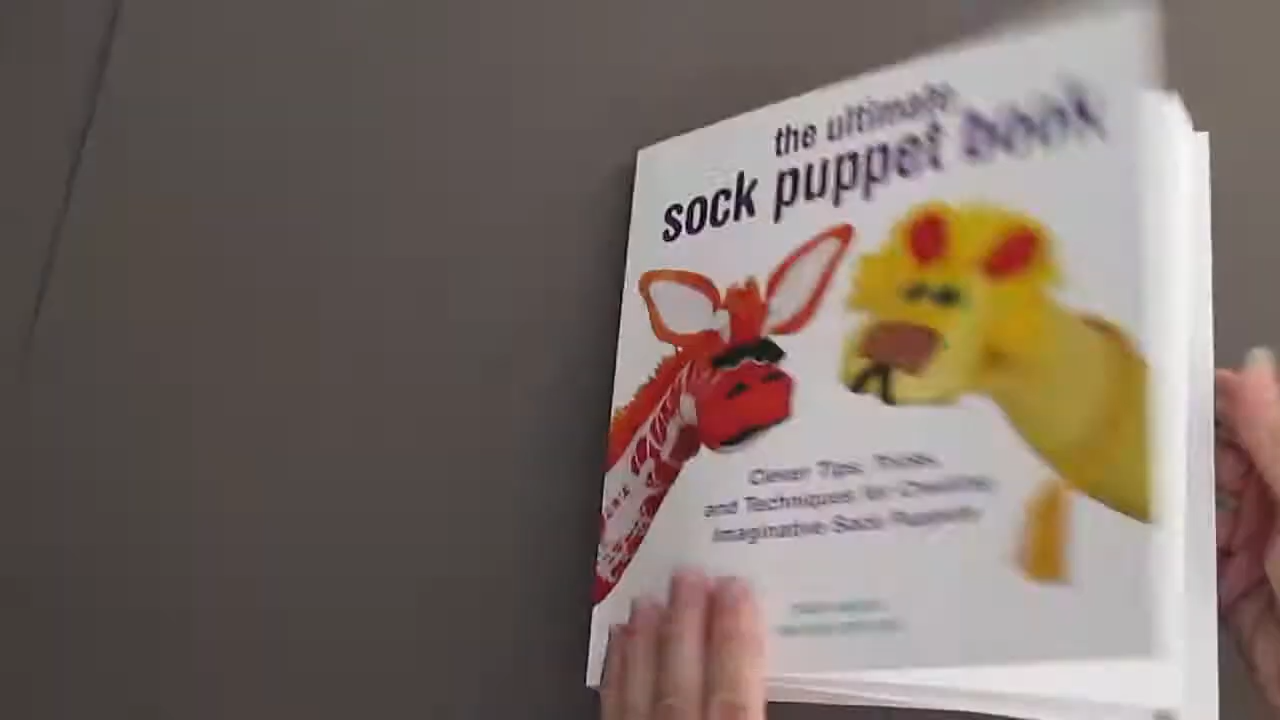 the ultimate
sock puppet book
Clever Tips, Tricks,
and Techniques for Creating
Imaginative Sock Puppets